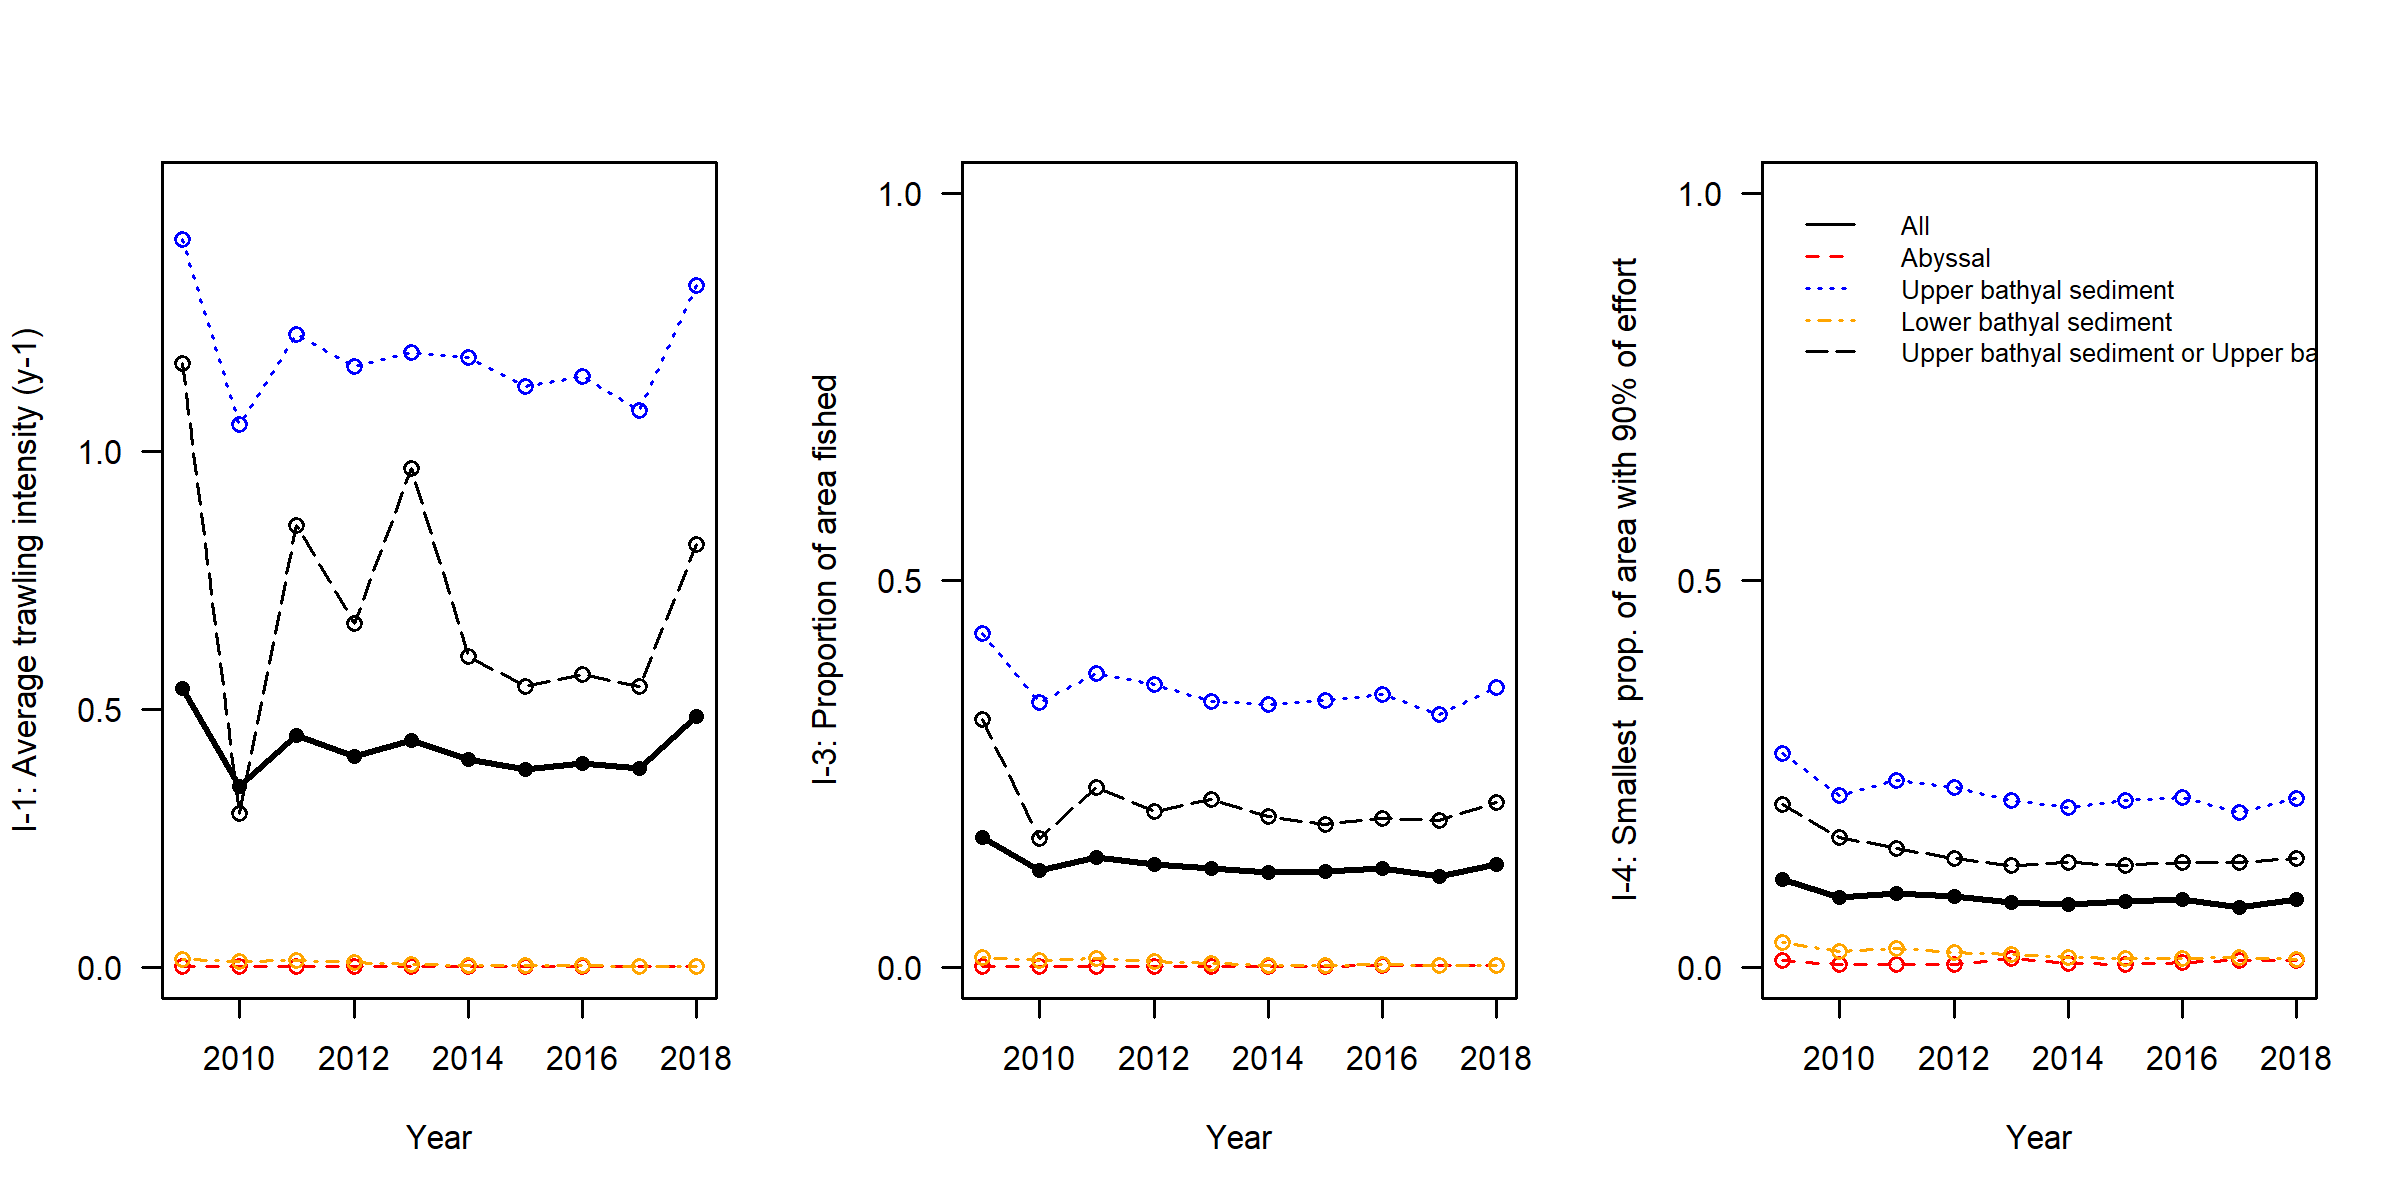 I-1: Average trawling intensity (y-1)
1.0
0.5
0.0
2010 2012 2014 2016 2018
Year
I-3: Proportion of area fished
1.0
0.5
0.0
2010 2012 2014 2016 2018
Year
I-4: Smallest prop. of area with 90% of effort
1.0
0.5
0.0
All
Abyssal
Upper bathyal sediment
Lower bathyal sediment
Upper bathyal sediment or Upper ba
2010 2012 2014 2016 2018
Year